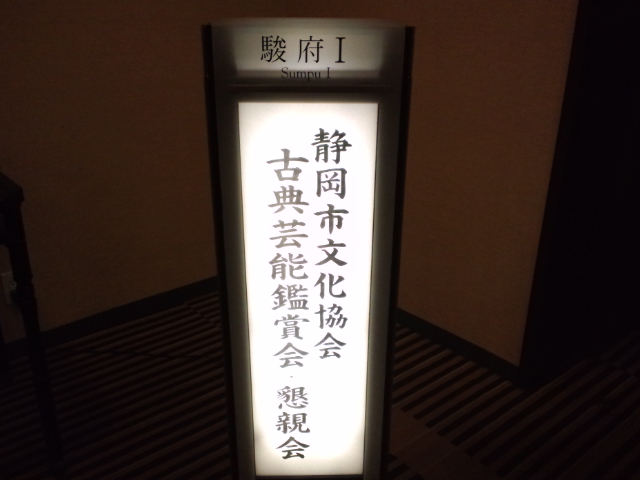 駿府Ⅰ
Sumpu I
静岡市文化協会
古典芸能鑑賞会・懇親会